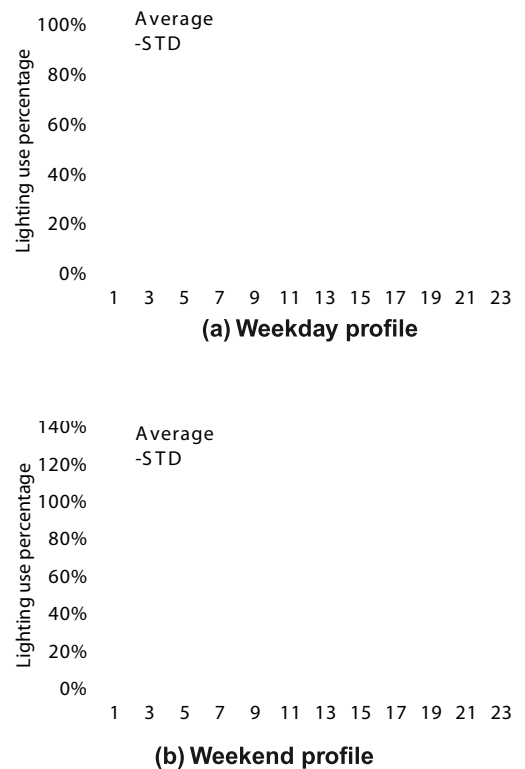 Average
-STD
100%
80%
60%
40%
20%
0%
Lighting use percentage
1 3 5 7 9 11 13 15 17 19 21 23
(a) Weekday profile
Average
-STD
140%
120%
100%
80%
60%
40%
20%
0%
Lighting use percentage
1 3 5 7 9 11 13 15 17 19 21 23
(b) Weekend profile